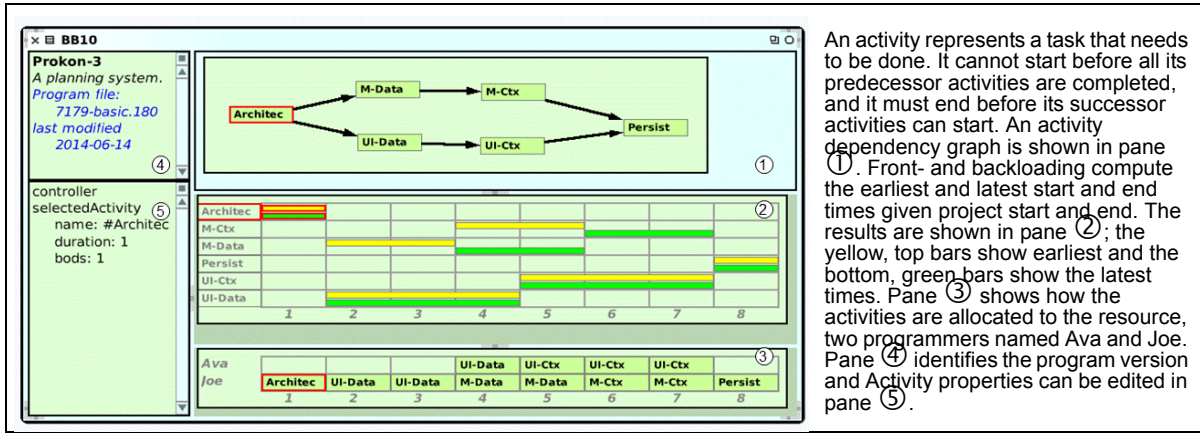 BB10
Prokon-3
A planning system.
Program file:
7179-basic.180
last modified
2014-06-14
④
Architec
M-Data
M-Ctx
UI-Data
UI-Ctx
Persist
①
controller
selectedActivity ⑤
name: #Architec
duration: 1
bods: 1
②
Architec
M-Ctx
M-Data
Persist
UI-Ctx
UI-Data
1 2 3 4 5 6 7 8
③
Ava UI-Data UI-Ctx UI-Ctx UI-Ctx
Joe Architec UI-Data UI-Data M-Data M-Data M-Ctx M-Ctx Persist
1 2 3 4 5 6 7 8
An activity represents a task that needs
to be done. It cannot start before all its
predecessor activities are completed,
and it must end before its successor
activities can start. An activity
dependency graph is shown in pane
①. Front- and backloading compute
the earliest and latest start and end
times given project start and end. The
results are shown in pane ②; the
yellow, top bars show earliest and the
bottom, green bars show the latest
times. Pane ③ shows how the
activities are allocated to the resource,
two programmers named Ava and Joe.
Pane ④ identifies the program version
and Activity properties can be edited in
pane ⑤.